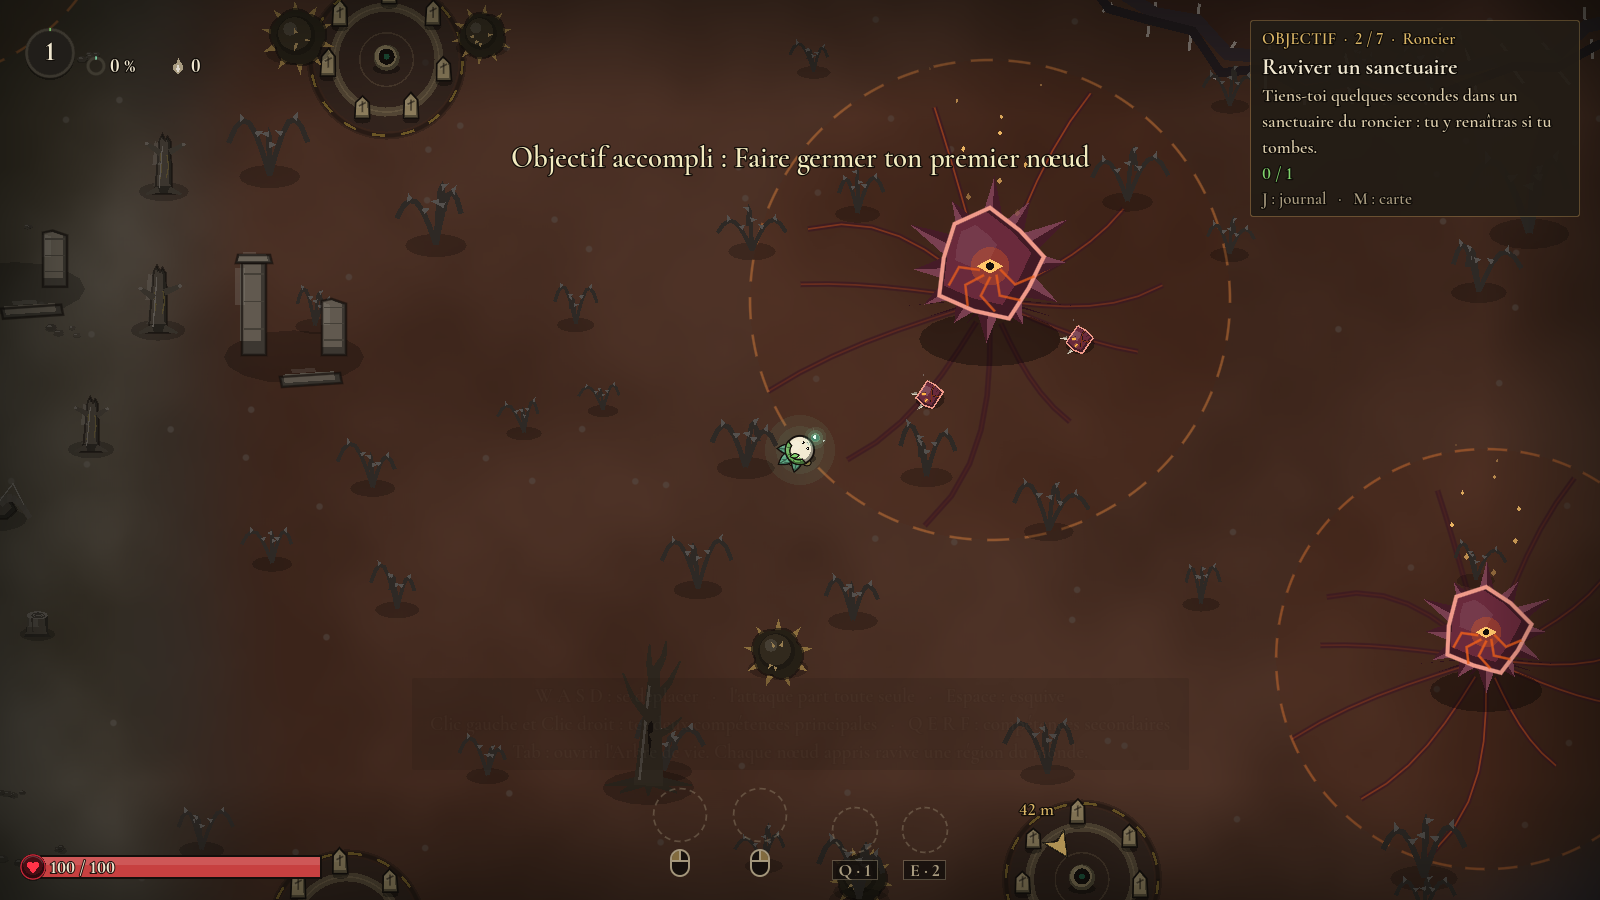 1
0 %
0
OBJECTIF · 2 / 7 · Roncier
Raviver un sanctuaire
Tiens-toi quelques secondes dans un
sanctuaire du roncier : tu y renaîtras si tu
tombes.
0 / 1
J : journal · M : carte
Objectif accompli : Faire germer ton premier nœud
42 m
100 / 100
Q · 1
E · 2